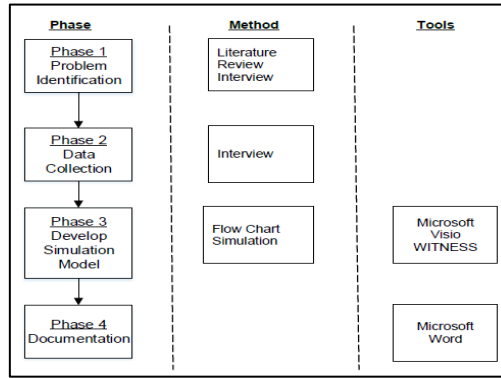 Phase
Method
Tools
Phase 1
Problem
Identification
Literature
Review
Interview
Phase 2
Data
Collection
Interview
Phase 3
Develop
Simulation
Model
Flow Chart
Simulation
Microsoft
Visio
WITNESS
Phase 4
Documentation
Microsoft
Word